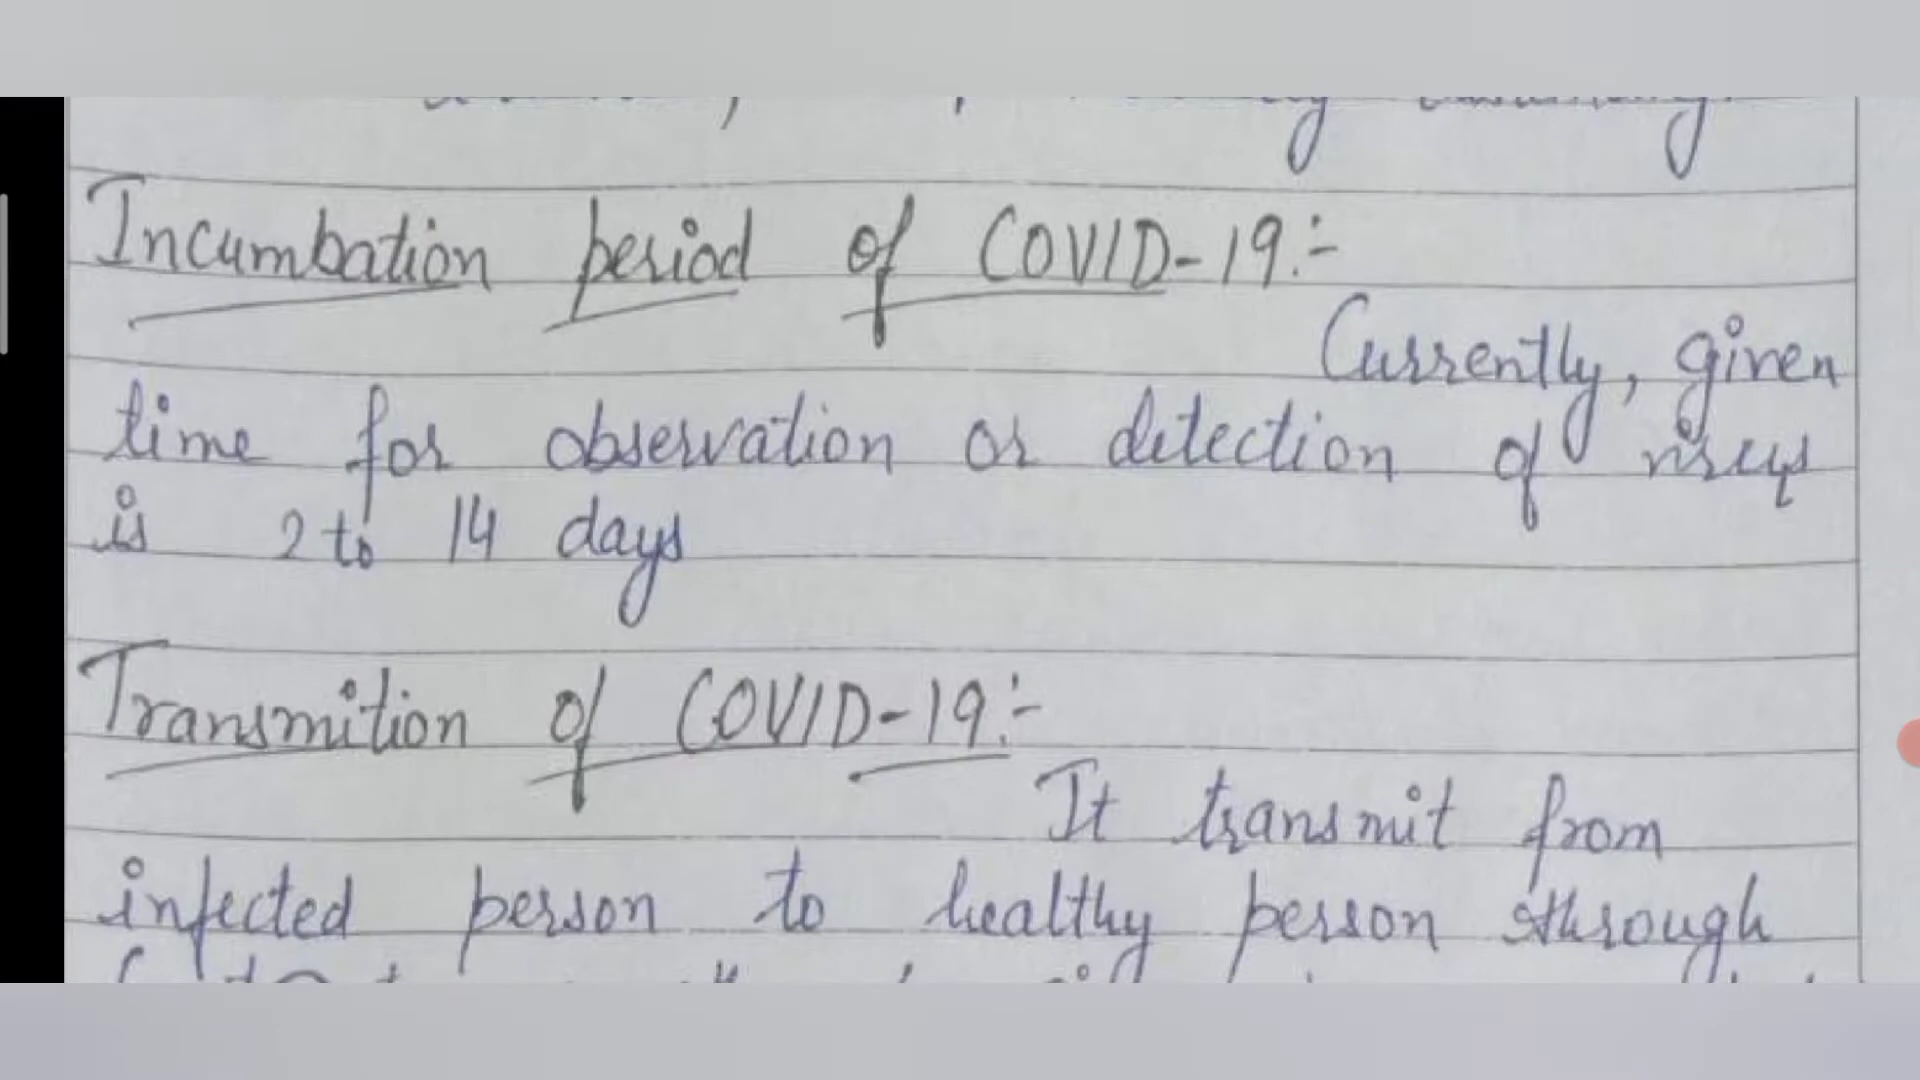 Incumbation period of COVID-19:-
Currently, given
time for observation or detection of
is 2 to 14 days
Transmition of COVID-19:-
It transmit from
infected person to healthy person through